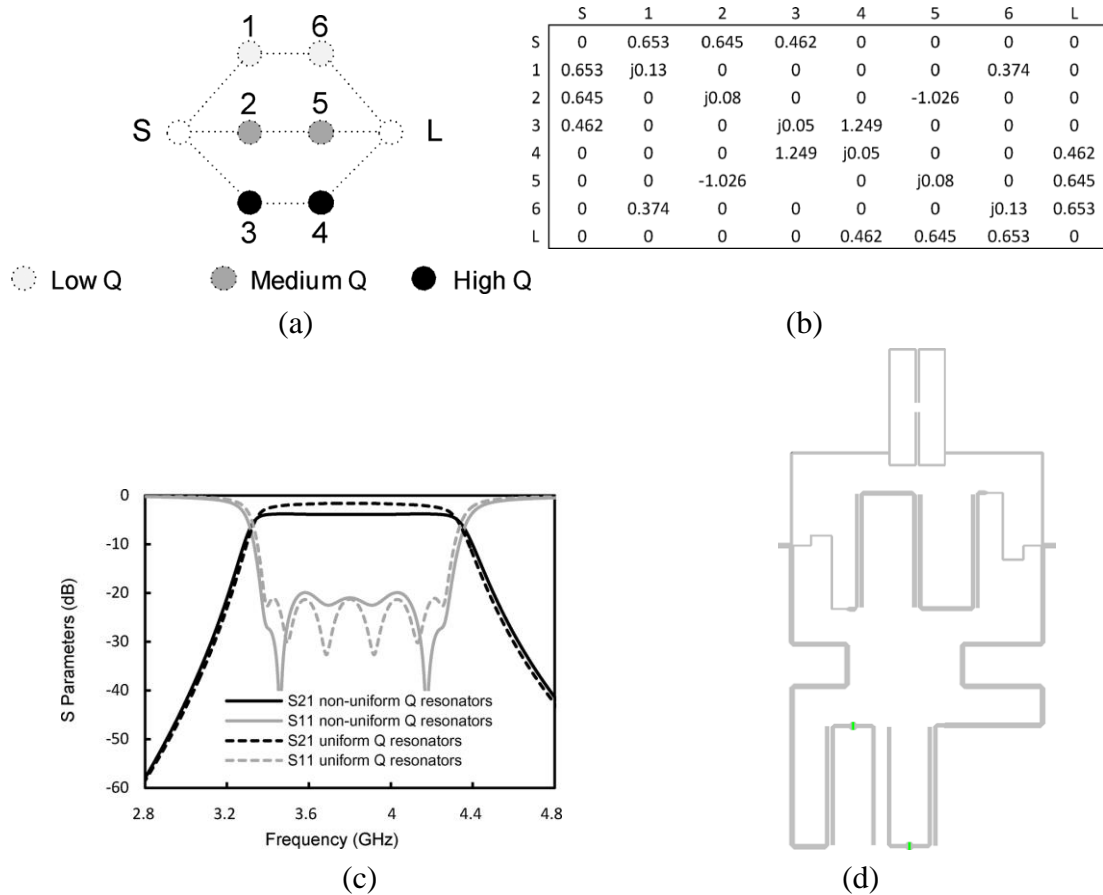 1 6
2 5
S L
3 4
Low Q Medium Q High Q
(a)
S 1 2 3 4 5 6 L
S 0 0.653 0.645 0.462 0 0 0 0
1 0.653 j0.13 0 0 0 0 0.374 0
2 0.645 0 j0.08 0 0 -1.026 0 0
3 0.462 0 0 j0.05 1.249 0 0 0
4 0 0 0 1.249 j0.05 0 0 0.462
5 0 0 -1.026 0 j0.08 0 0.645
6 0 0.374 0 0 0 0 j0.13 0.653
L 0 0 0 0 0.462 0.645 0.653 0
(b)
S Parameters (dB)
0
-10
-20
-30
-40
-50
-60
S21 non-uniform Q resonators
S11 non-uniform Q resonators
S21 uniform Q resonators
S11 uniform Q resonators
2.8 3.2 3.6 4 4.4 4.8
Frequency (GHz)
(c)
(d)